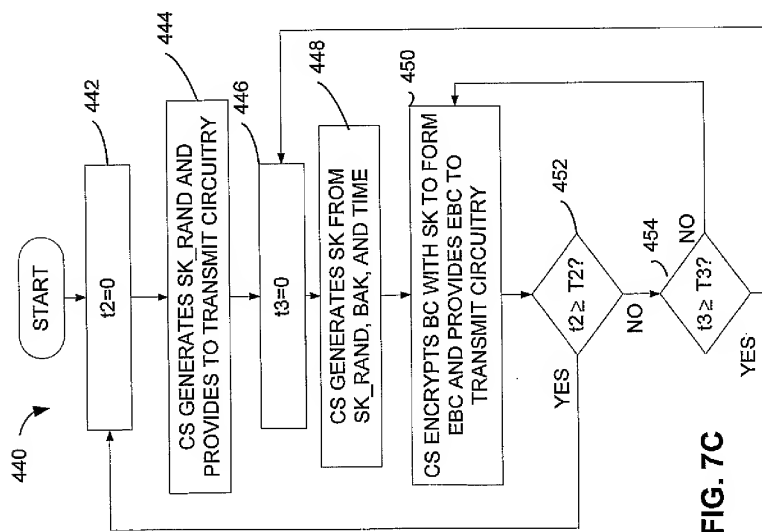 440
START
442
t2=0
444
CS GENERATES SK_RAND AND
PROVIDES TO TRANSMIT CIRCUITRY
446
t3=0
448
CS GENERATES SK FROM
SK_RAND, BAK, AND TIME
450
CS ENCRYPTS BC WITH SK TO FORM
EBC AND PROVIDES EBC TO
TRANSMIT CIRCUITRY
452
t2 ≥ T2?
YES
NO
454
t3 ≥ T3?
NO
YES
FIG. 7C